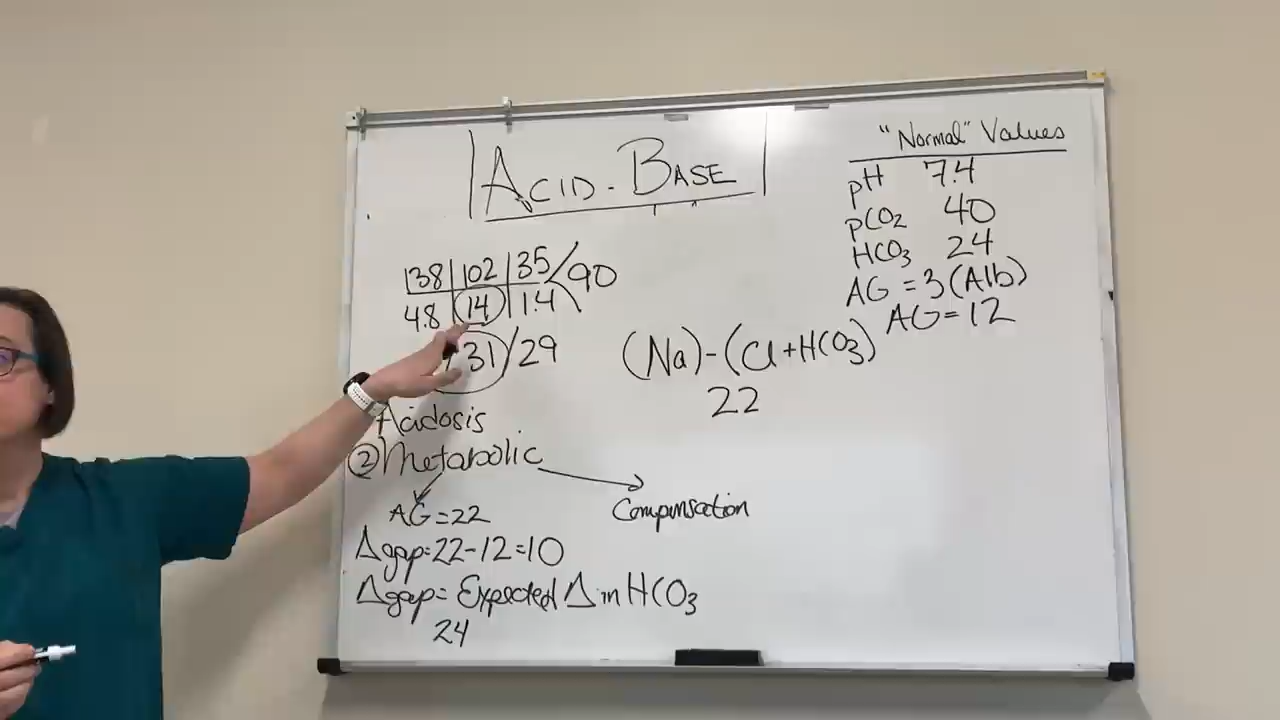 ACID-BASE
"Normal" Values
pH 7.4
pCO2 40
HCO3 24
AG = 3(Alb)
AG=12
138 102 35/90
4.8 14 1.4
31/29
(Na)-(Cl+HCO3)
22
Acidosis
② Metabolic
AG=22
Compensation
Δgap=22-12=10
Δgap= Expected Δ in HCO3
24